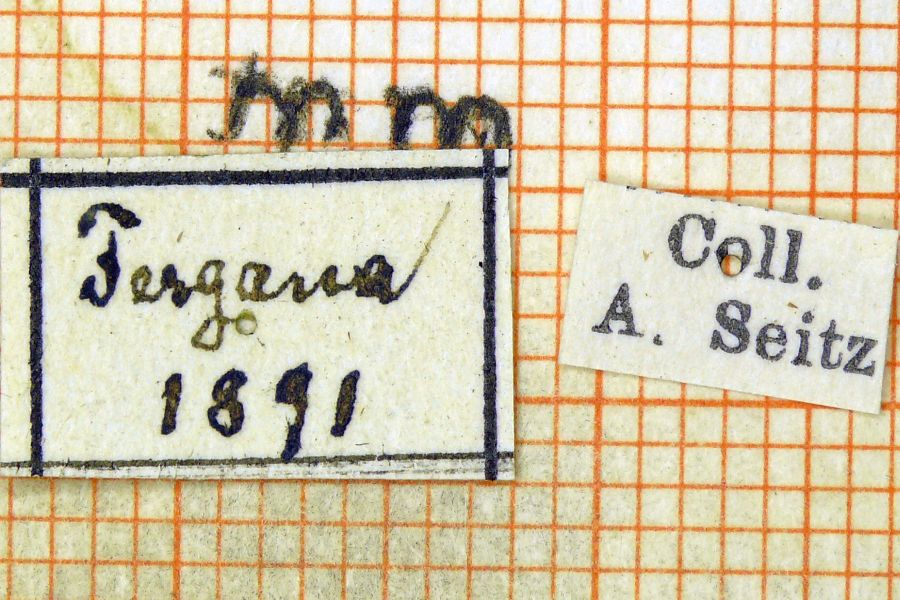 mm
Fergana
1891
Coll.
A. Seitz